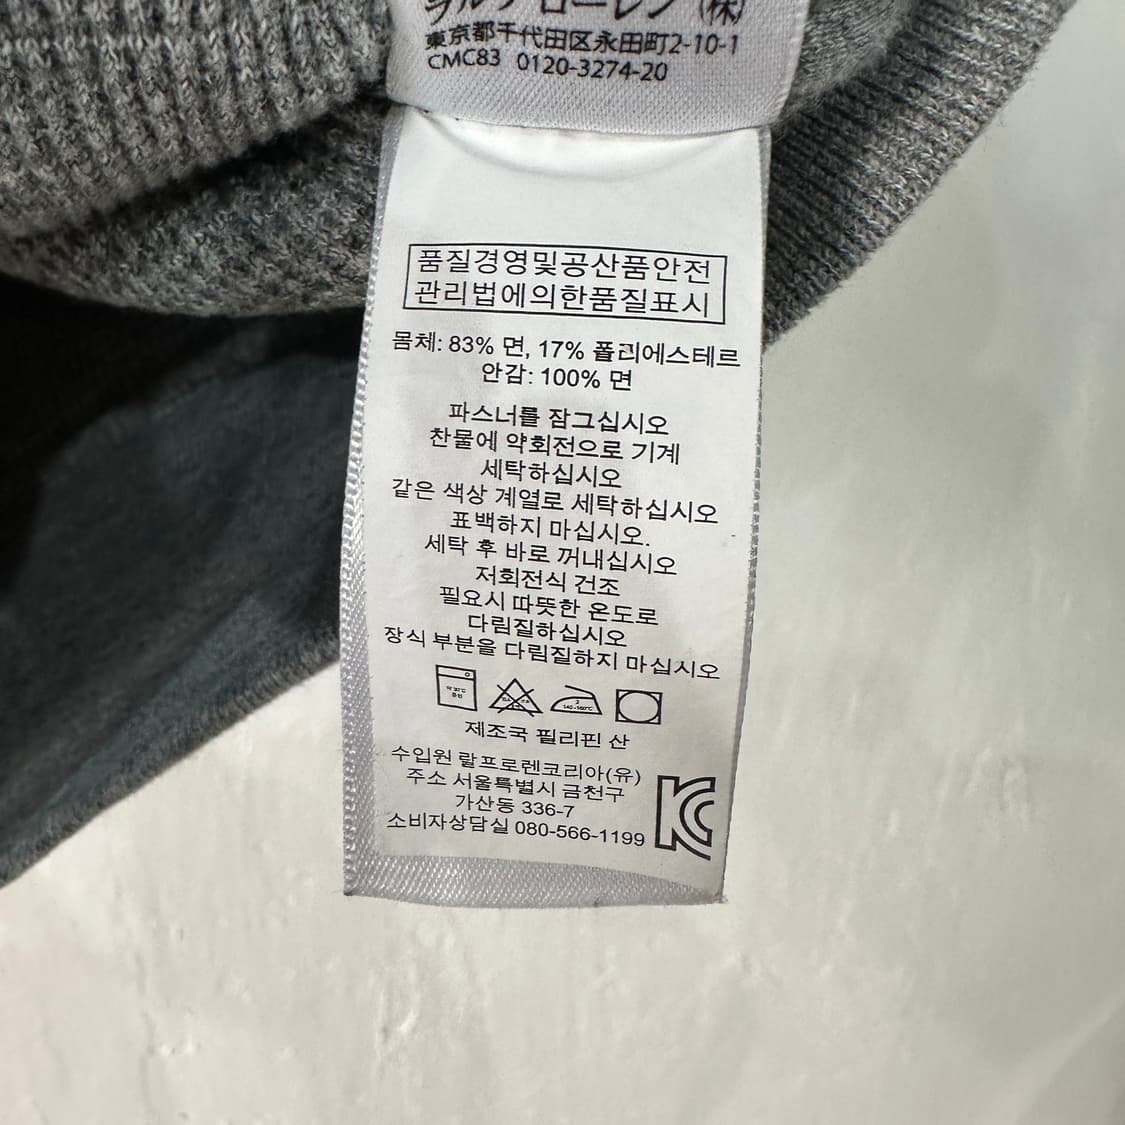 ラルフ ローレン (株)
東京都千代田区永田町2-10-1
CMC83 0120-3274-20
품질경영및공산품안전
관리법에의한품질표시
몸체: 83% 면, 17% 폴리에스테르
안감: 100% 면
파스너를 잠그십시오
찬물에 약회전으로 기계
세탁하십시오
같은 색상 계열로 세탁하십시오
표백하지 마십시오.
세탁 후 바로 꺼내십시오
저회전식 건조
필요시 따뜻한 온도로
다림질하십시오
장식 부분을 다림질하지 마십시오
제조국 필리핀 산
수입원 랄프로렌코리아(유)
주소 서울특별시 금천구
가산동 336-7
소비자상담실 080-566-1199
KC